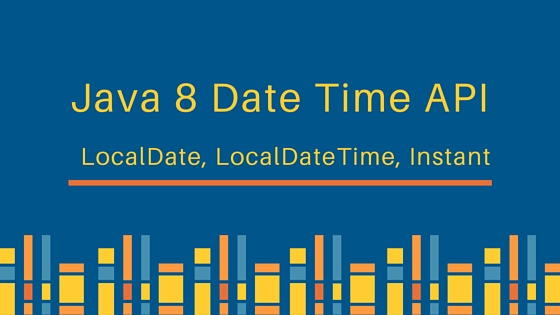 Java 8 Date Time API
LocalDate, LocalDateTime, Instant